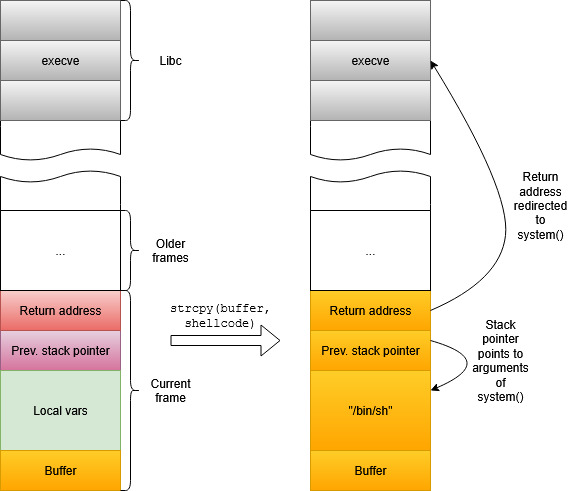 execve
Libc
...
Older
frames
Return address
Prev. stack pointer
Local vars
Buffer
Current
frame
strcpy(buffer,
shellcode)
execve
...
Return address
Prev. stack pointer
"/bin/sh"
Buffer
Return
address
redirected
to
system()
Stack
pointer
points to
arguments
of
system()